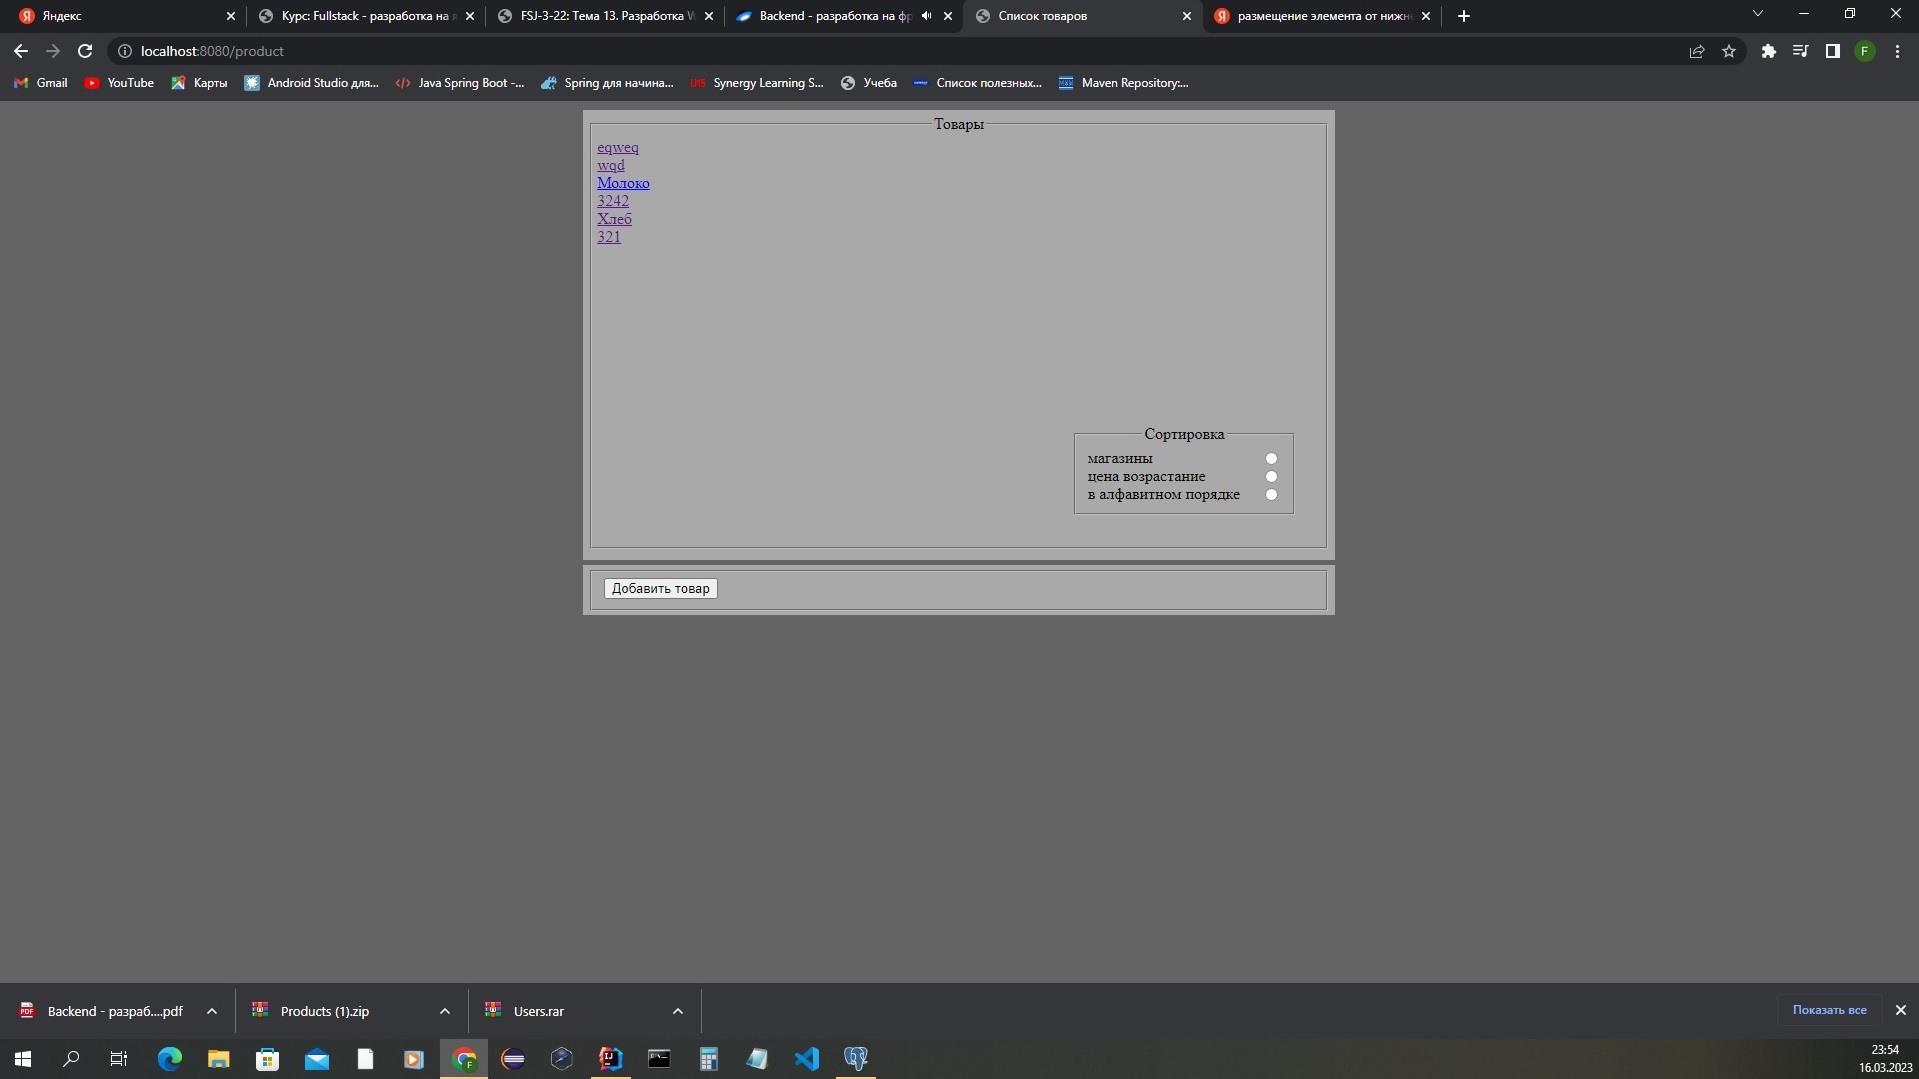 Яндекс
Курс: Fullstack - разработка на я
FSJ-3-22: Тема 13. Разработка W
Backend - разработка на фр
Список товаров
размещение элемента от нижн
localhost:8080/product
F
Gmail
YouTube
Карты
Android Studio для...
Java Spring Boot -...
Spring для начина...
LMS
Synergy Learning S...
Учеба
Список полезных...
Maven Repository:...
Товары
eqweq
wqd
Молоко
3242
Хлеб
321
Сортировка
магазины
цена возрастание
в алфавитном порядке
Добавить товар
PDF
Backend - разраб....pdf
Products (1).zip
Users.rar
Показать все
23:54
16.03.2023